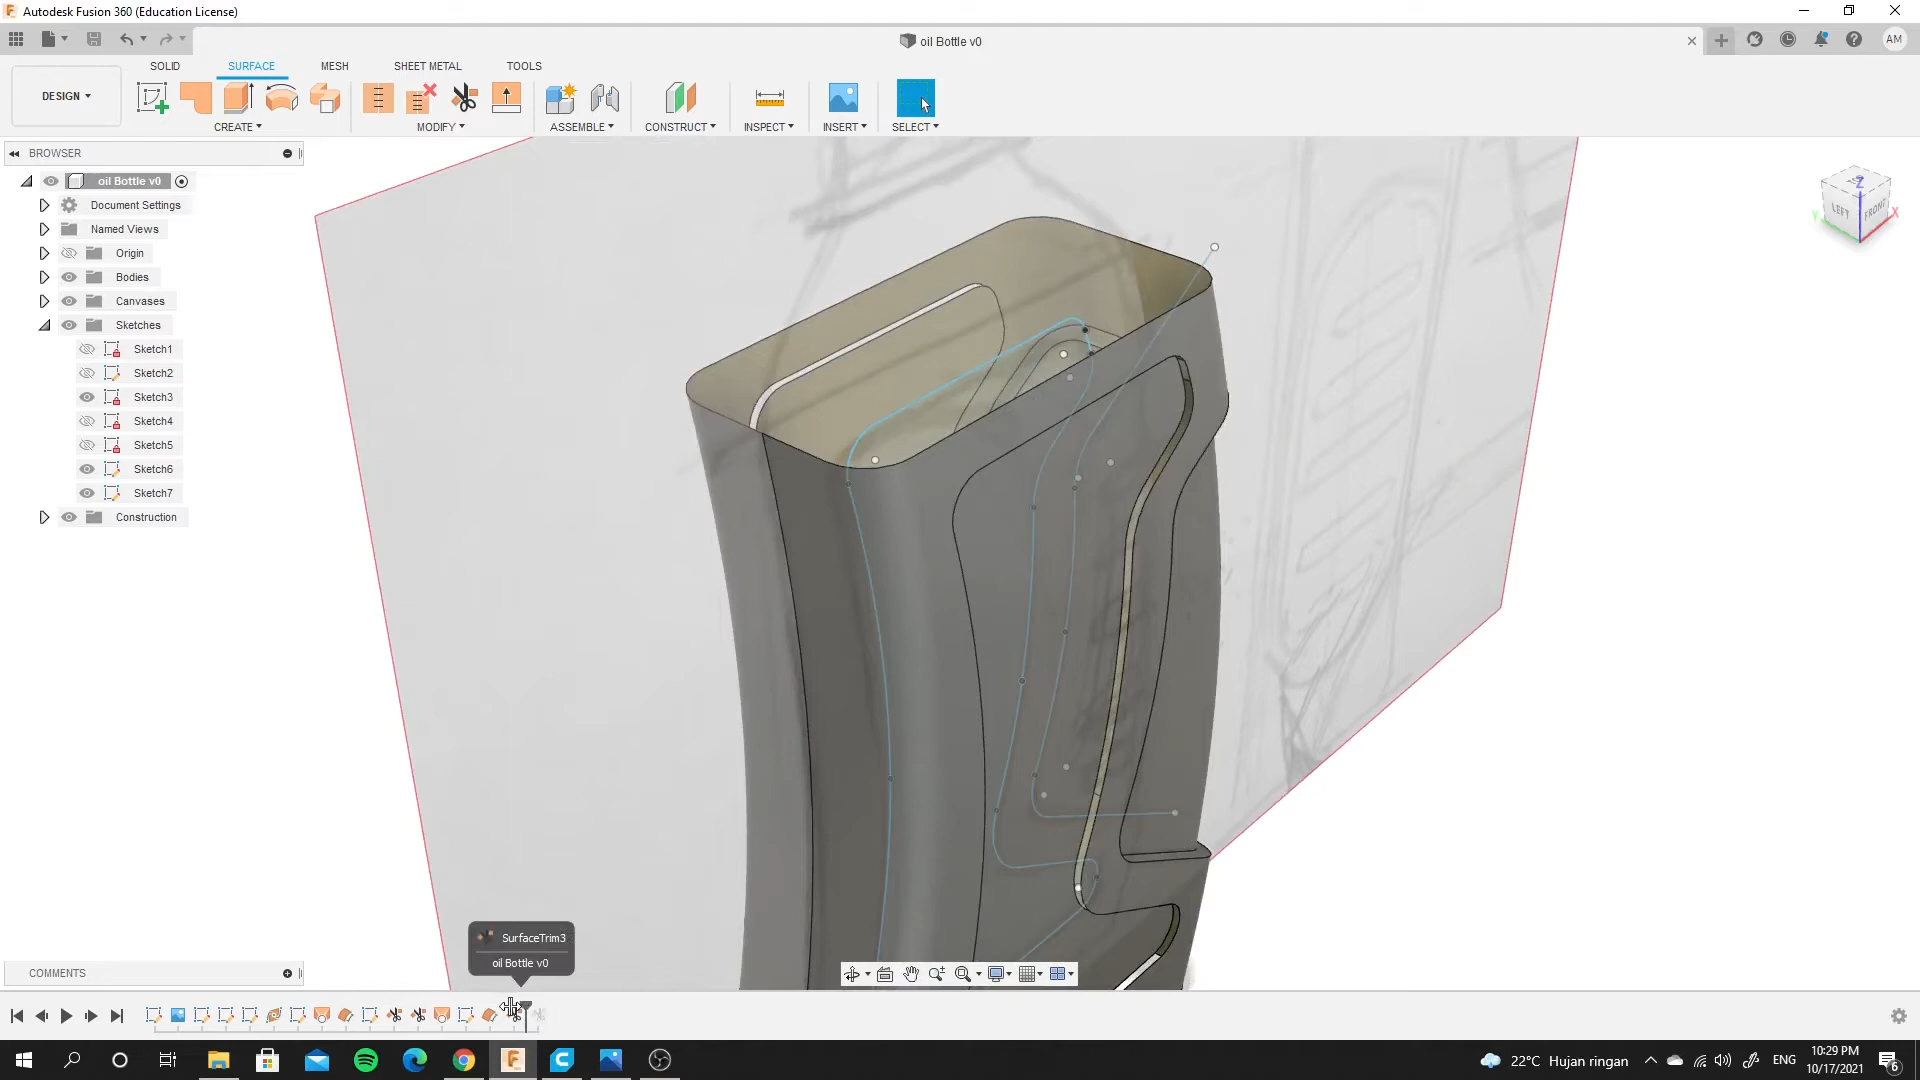 Autodesk Fusion 360 (Education License)
oil Bottle v0
AM
DESIGN
SOLID
SURFACE
MESH
SHEET METAL
TOOLS
CREATE
MODIFY
ASSEMBLE
CONSTRUCT
INSPECT
INSERT
SELECT
BROWSER
oil Bottle v0
Document Settings
Named Views
Origin
Bodies
Canvases
Sketches
Sketch1
Sketch2
Sketch3
Sketch4
Sketch5
Sketch6
Sketch7
Construction
Z
LEFT
FRONT
X
Y
SurfaceTrim3
oil Bottle v0
COMMENTS
22°C Hujan ringan
ENG
10:29 PM
10/17/2021
6